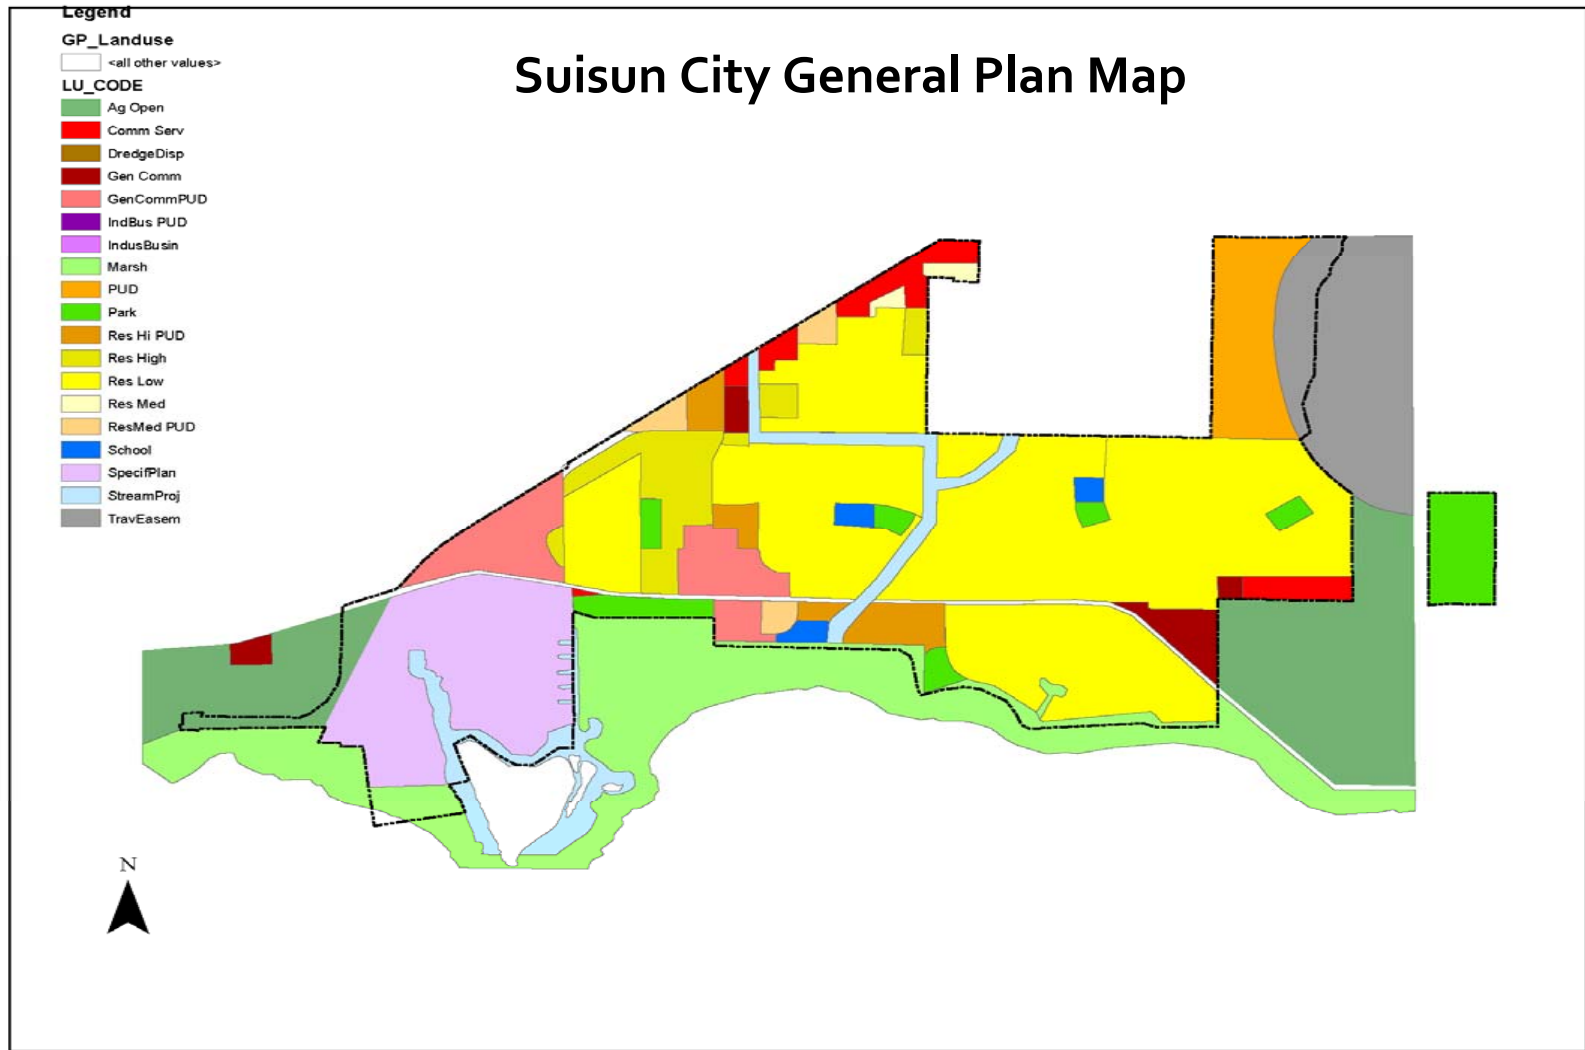 Legend
GP_Landuse
<all other values>
LU_CODE
Ag Open
Comm Serv
DredgeDisp
Gen Comm
GenCommPUD
IndBus PUD
IndusBusin
Marsh
PUD
Park
Res Hi PUD
Res High
Res Low
Res Med
ResMed PUD
School
SpecifPlan
StreamProj
TravEasem
Suisun City General Plan Map
N